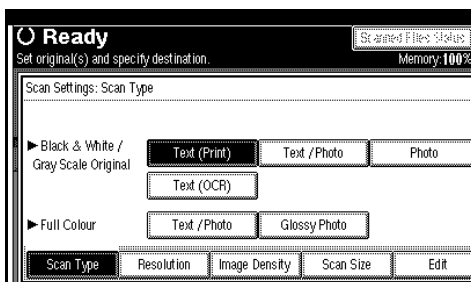 Ready
Scanned Files Status
Set original(s) and specify destination.
Memory:100%
Scan Settings: Scan Type
►Black & White /
Gray Scale Original
Text (Print)
Text /Photo
Photo
Text (OCR)
►Full Colour
Text /Photo
Glossy Photo
Scan Type
Resolution
Image Density
Scan Size
Edit